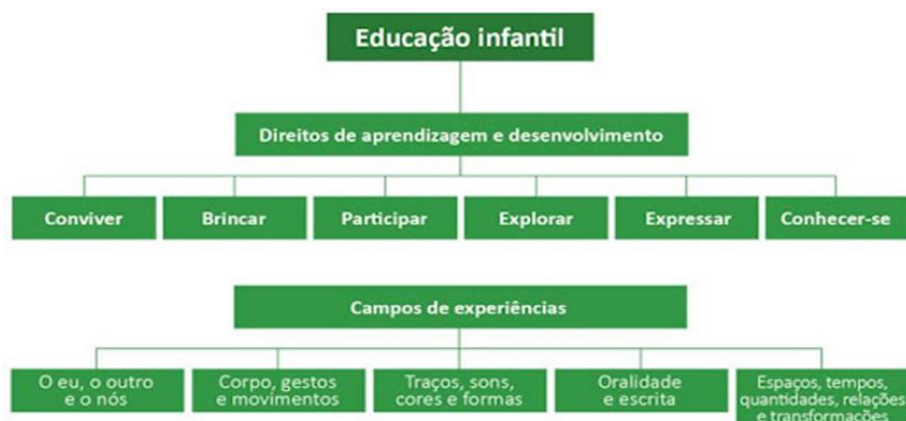 Educação infantil
Direitos de aprendizagem e desenvolvimento
Conviver
Brincar
Participar
Explorar
Expressar
Conhecer-se
Campos de experiências
O eu, o outro
e o nós
Corpo, gestos
e movimentos
Traços, sons,
cores e formas
Oralidade
e escrita
Espaços, tempos,
quantidades, relações
e transformações